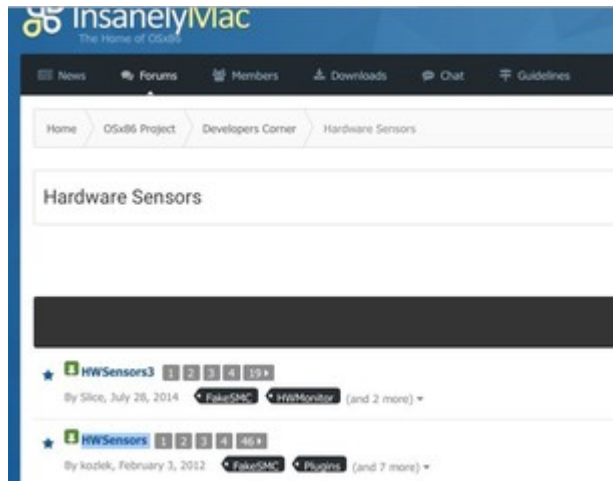 InsanelyMac
The Home of OSx86
News Forums Members Downloads Chat Guidelines
Home OSx86 Project Developers Corner Hardware Sensors
Hardware Sensors
HWSensors3 1 2 3 4 19
By Slice, July 28, 2014 FakeSMC HWMonitor (and 2 more)
HWSensors 1 2 3 4 46
By kozlek, February 3, 2012 FakeSMC Plugins (and 7 more)